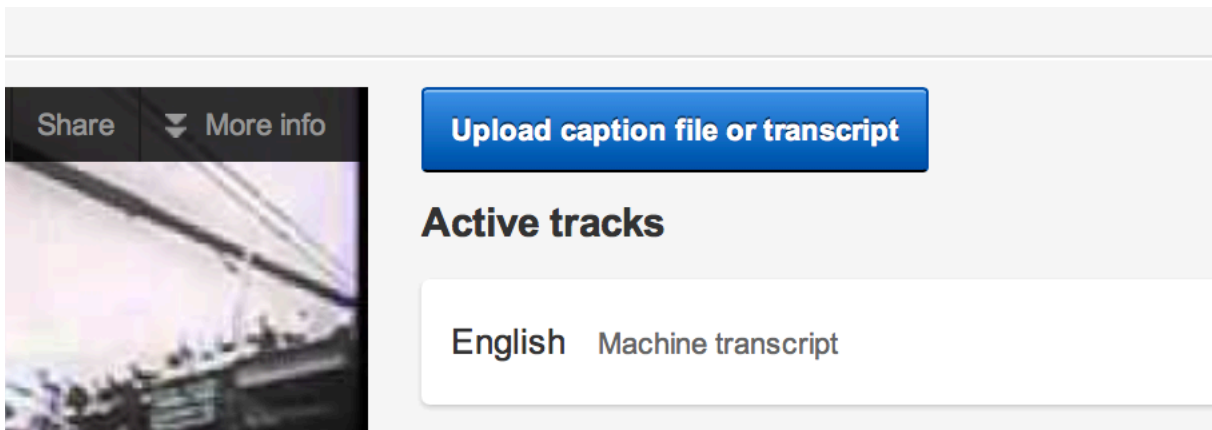 Share More info
Upload caption file or transcript
Active tracks
English Machine transcript